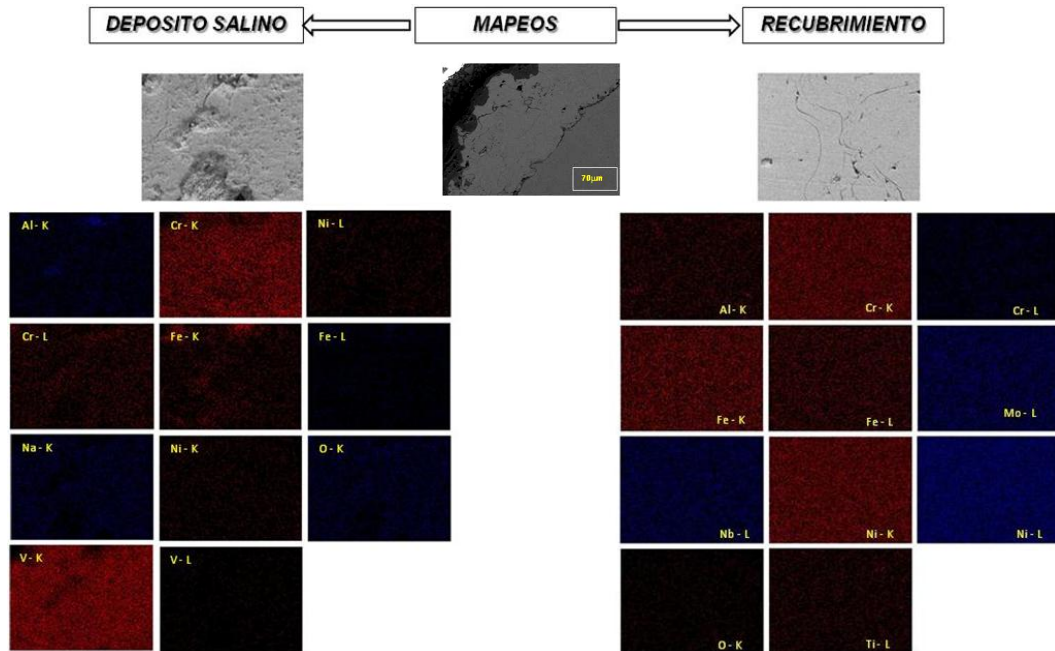 DEPOSITO SALINO
MAPEOS
RECUBRIMIENTO
70µm
Al - K
Cr - K
Ni - L
Cr - L
Fe - K
Fe - L
Na - K
Ni - K
O - K
V - K
V - L
Al - K
Cr - K
Cr - L
Fe - K
Fe - L
Mo - L
Nb - L
Ni - K
Ni - L
O - K
Ti - L